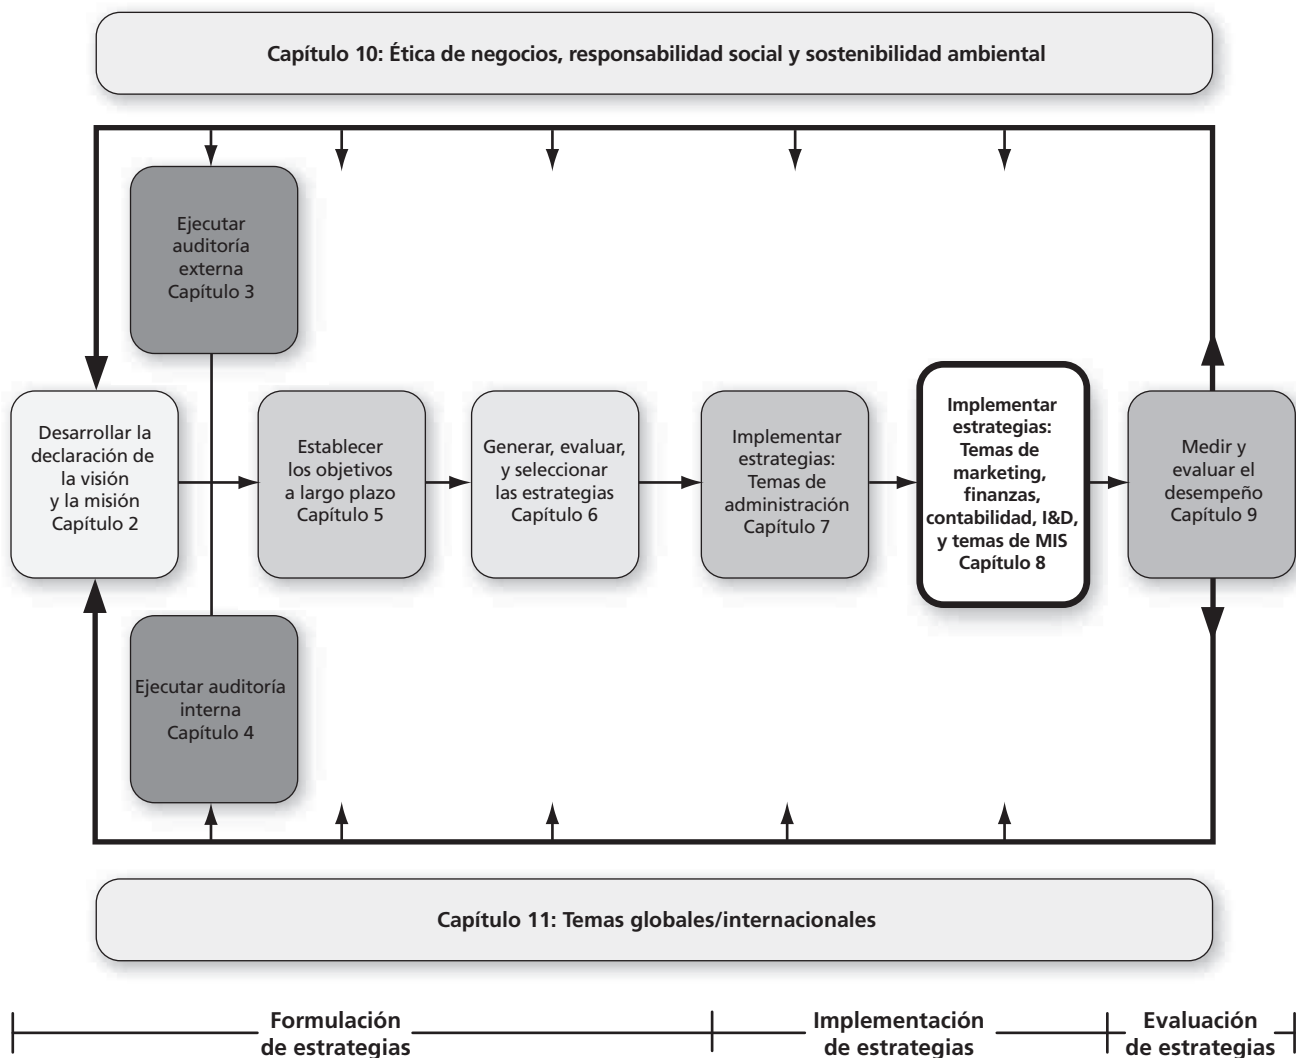 Capítulo 10: Ética de negocios, responsabilidad social y sostenibilidad ambiental
Ejecutar
auditoría
externa
Capítulo 3
Desarrollar la
declaración de
la visión
y la misión
Capítulo 2
Establecer
los objetivos
a largo plazo
Capítulo 5
Generar, evaluar,
y seleccionar
las estrategias
Capítulo 6
Implementar
estrategias:
Temas de
administración
Capítulo 7
Implementar
estrategias:
Temas de
marketing,
finanzas,
contabilidad, I&D,
y temas de MIS
Capítulo 8
Medir y
evaluar el
desempeño
Capítulo 9
Ejecutar auditoría
interna
Capítulo 4
Capítulo 11: Temas globales/internacionales
Formulación
de estrategias
Implementación
de estrategias
Evaluación
de estrategias